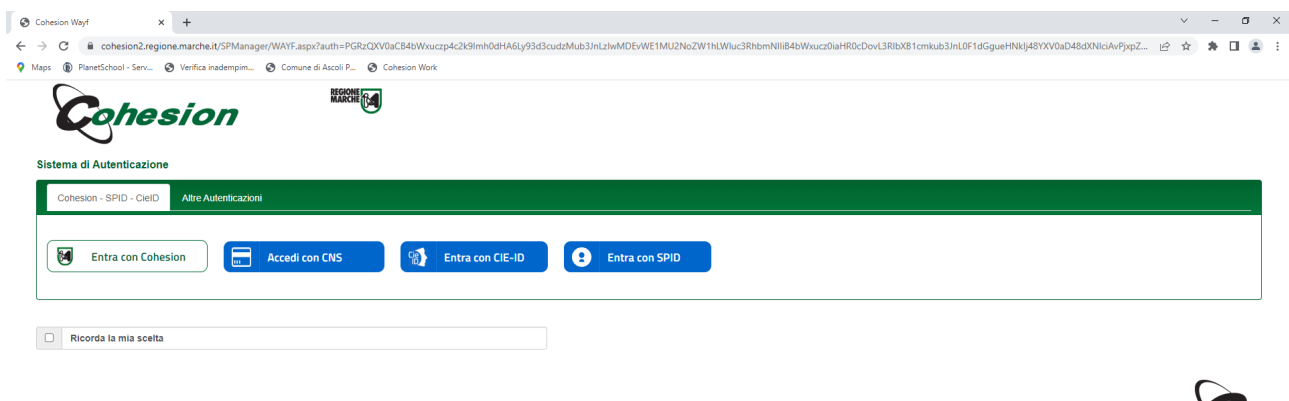 Cohesion Wayf
cohesion2.regione.marche.it/SPManager/WAYF.aspx?auth=
Maps PlanetSchool - Serv... Verifica inadempim... Comune di Ascoli P... Cohesion Work
Cohesion
REGIONE
MARCHE
Sistema di Autenticazione
Cohesion - SPID - CieID Altre Autenticazioni
Entra con Cohesion Accedi con CNS CIE ID Entra con CIE-ID Entra con SPID
Ricorda la mia scelta